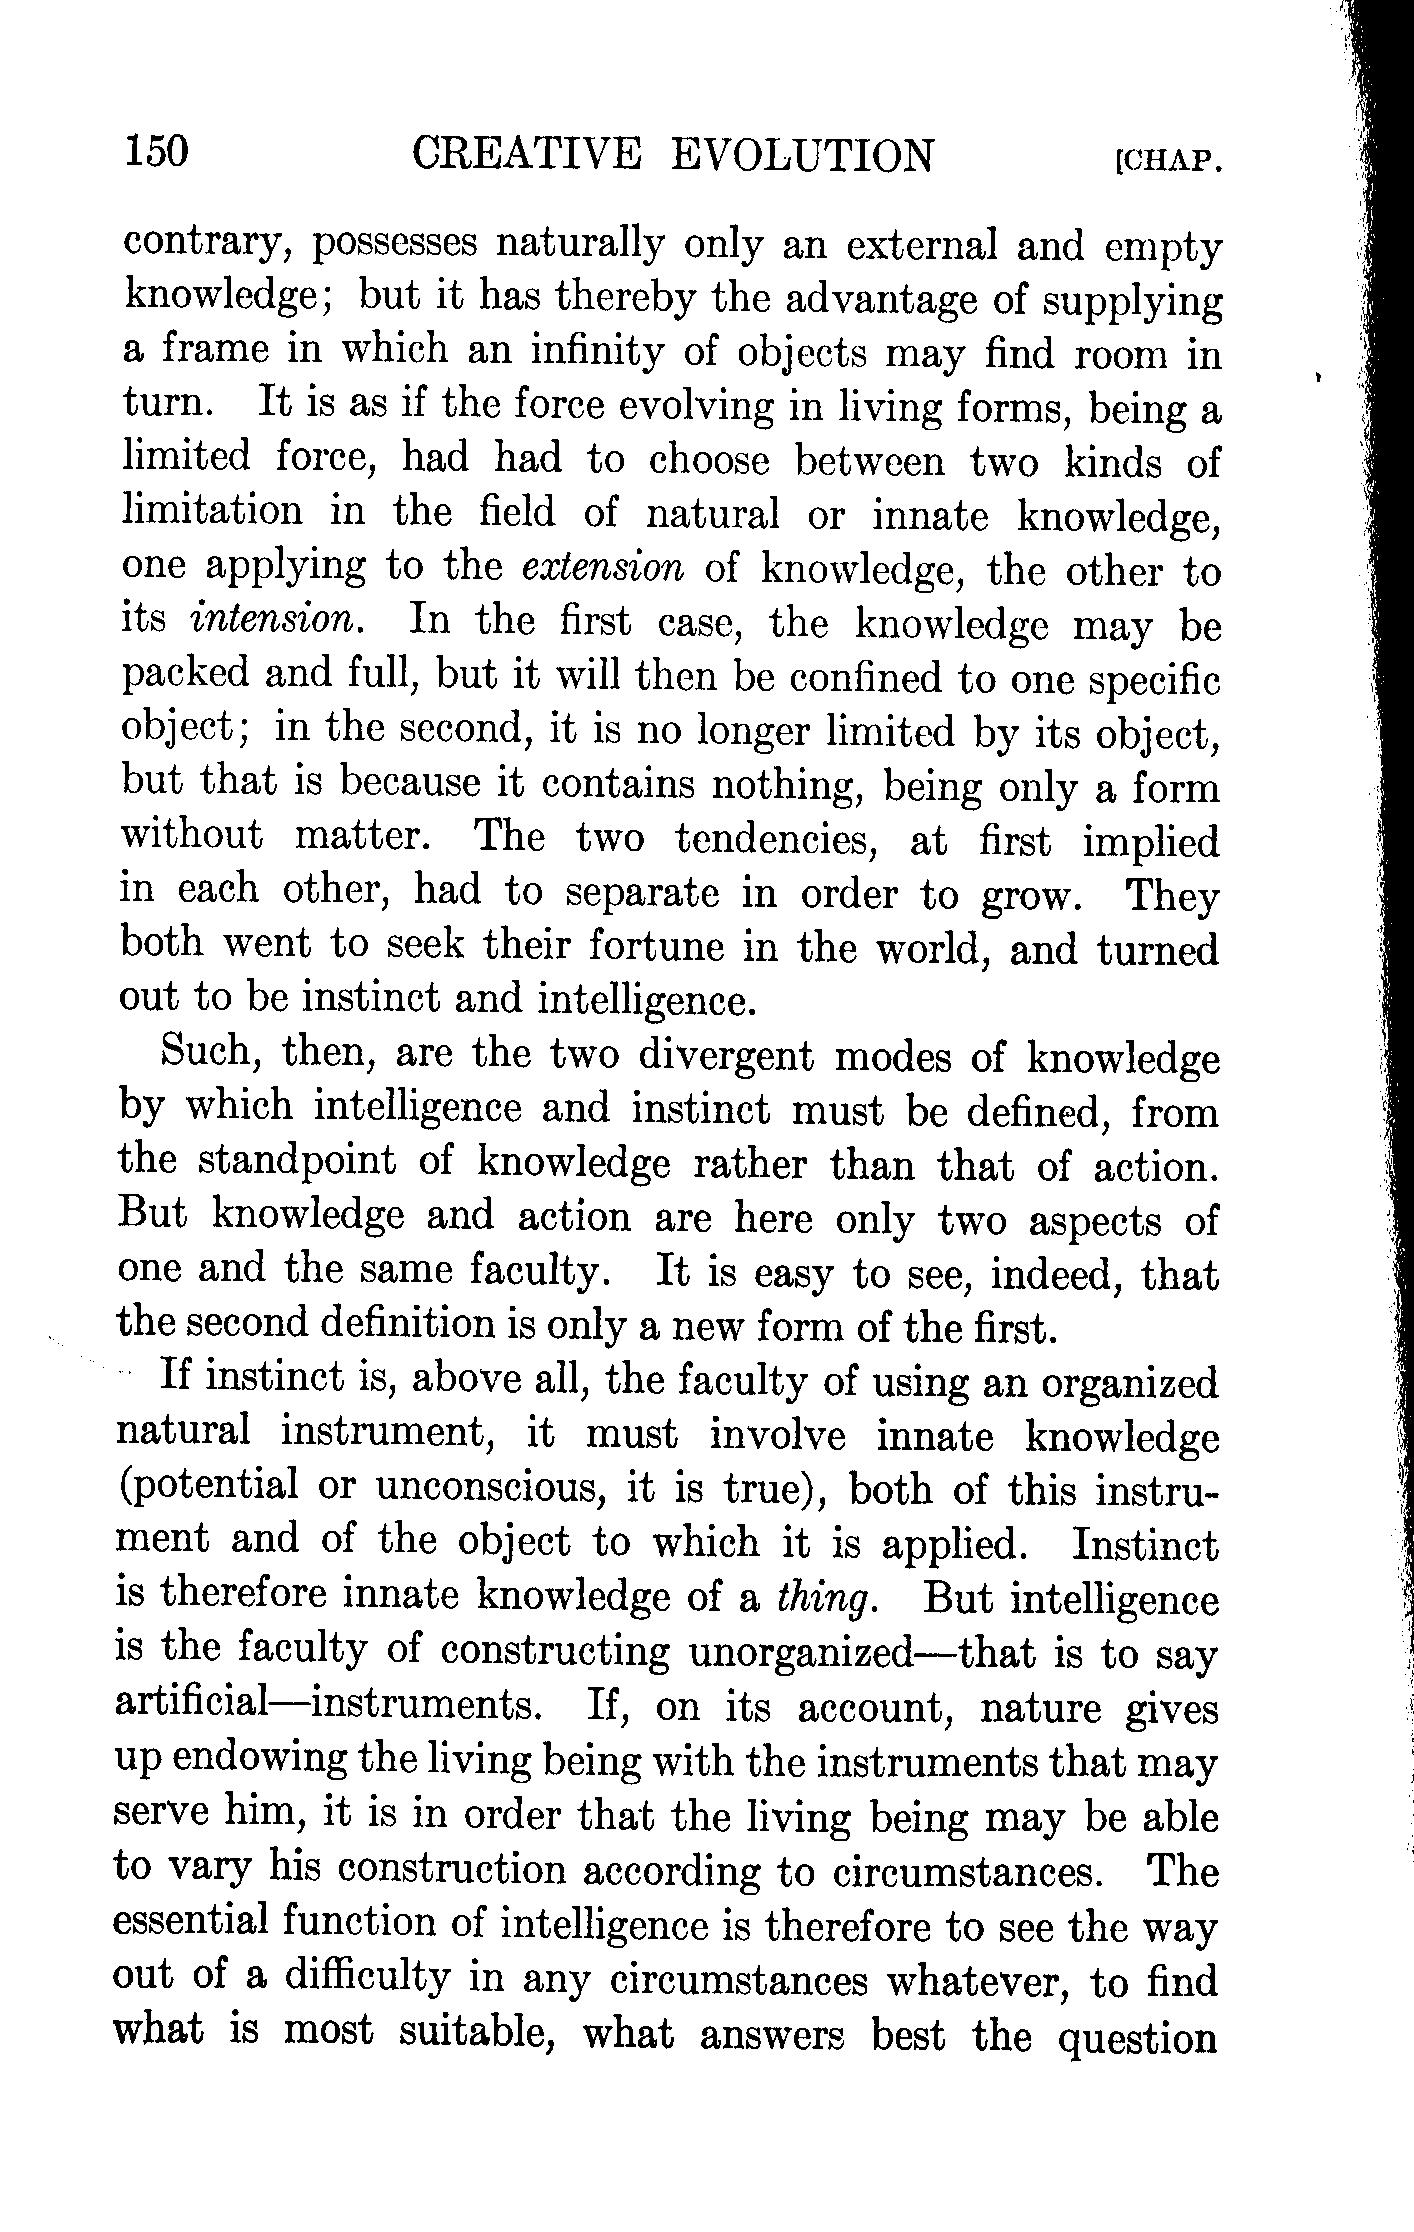 150 CREATIVE EVOLUTION [CHAP.
contrary, possesses naturally only an external and empty
knowledge; but it has thereby the advantage of supplying
a frame in which an infinity of objects may find room in
turn. It is as if the force evolving in living forms, being a
limited force, had had to choose between two kinds of
limitation in the field of natural or innate knowledge,
one applying to the extension of knowledge, the other to
its intension. In the first case, the knowledge may be
packed and full, but it will then be confined to one specific
object; in the second, it is no longer limited by its object,
but that is because it contains nothing, being only a form
without matter. The two tendencies, at first implied
in each other, had to separate in order to grow. They
both went to seek their fortune in the world, and turned
out to be instinct and intelligence.
Such, then, are the two divergent modes of knowledge
by which intelligence and instinct must be defined, from
the standpoint of knowledge rather than that of action.
But knowledge and action are here only two aspects of
one and the same faculty. It is easy to see, indeed, that
the second definition is only a new form of the first.
If instinct is, above all, the faculty of using an organized
natural instrument, it must involve innate knowledge
(potential or unconscious, it is true), both of this instru-
ment and of the object to which it is applied. Instinct
is therefore innate knowledge of a thing. But intelligence
is the faculty of constructing unorganized—that is to say
artificial—instruments. If, on its account, nature gives
up endowing the living being with the instruments that may
serve him, it is in order that the living being may be able
to vary his construction according to circumstances. The
essential function of intelligence is therefore to see the way
out of a difficulty in any circumstances whatever, to find
what is most suitable, what answers best the question